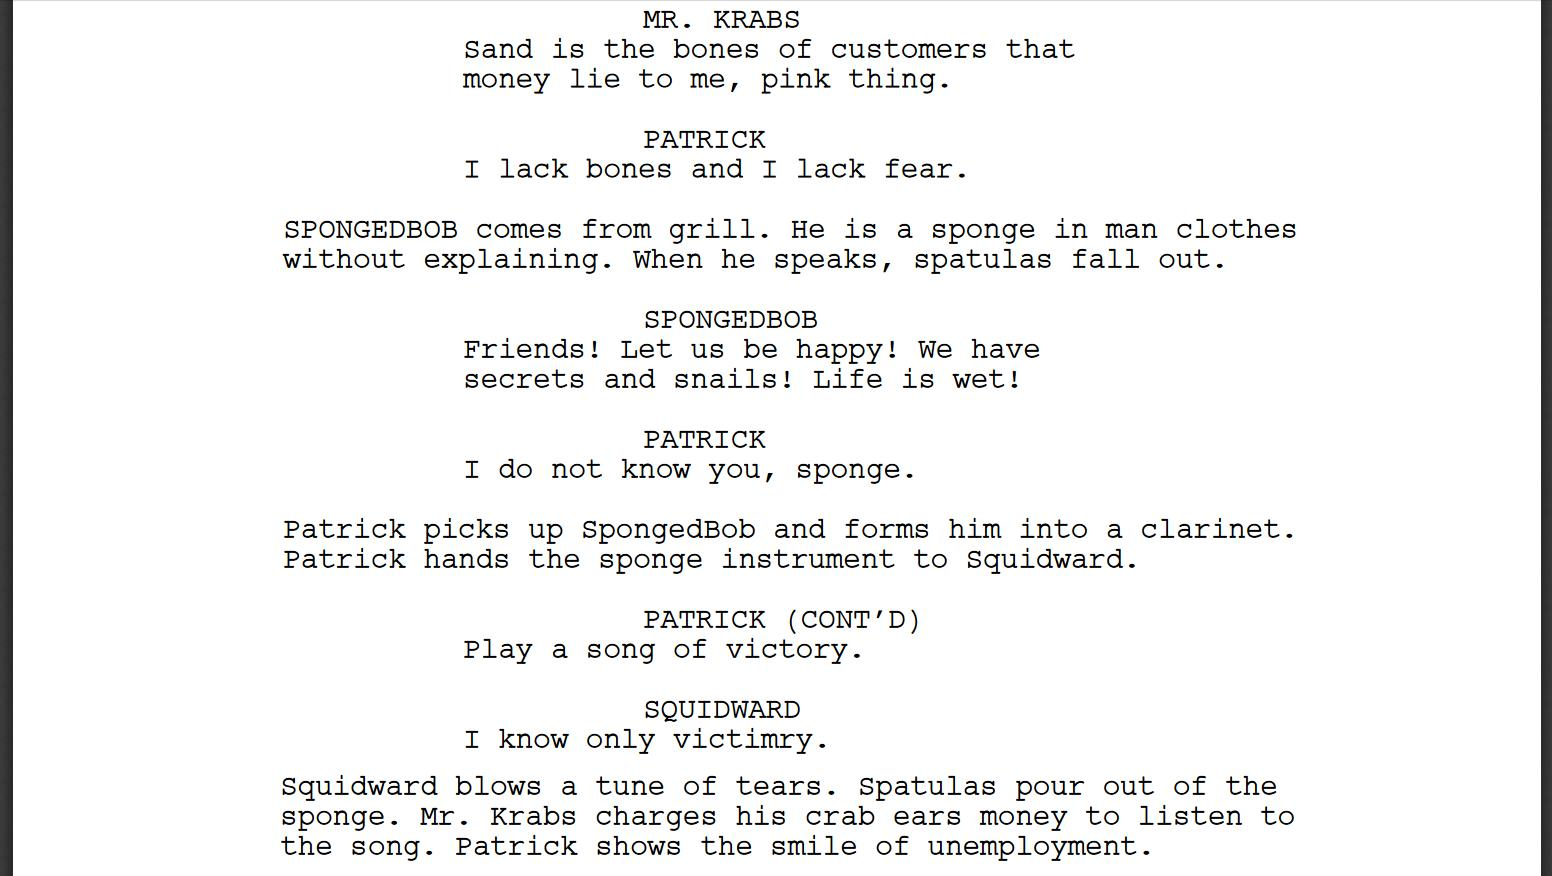 MR. KRABS
Sand is the bones of customers that
money lie to me, pink thing.
PATRICK
I lack bones and I lack fear.
SPONGEDBOB comes from grill. He is a sponge in man clothes
without explaining. When he speaks, spatulas fall out.
SPONGEDBOB
Friends! Let us be happy! We have
secrets and snails! Life is wet!
PATRICK
I do not know you, sponge.
Patrick picks up SpongedBob and forms him into a clarinet.
Patrick hands the sponge instrument to Squidward.
PATRICK (CONT’D)
Play a song of victory.
SQUIDWARD
I know only victimry.
Squidward blows a tune of tears. Spatulas pour out of the
sponge. Mr. Krabs charges his crab ears money to listen to
the song. Patrick shows the smile of unemployment.